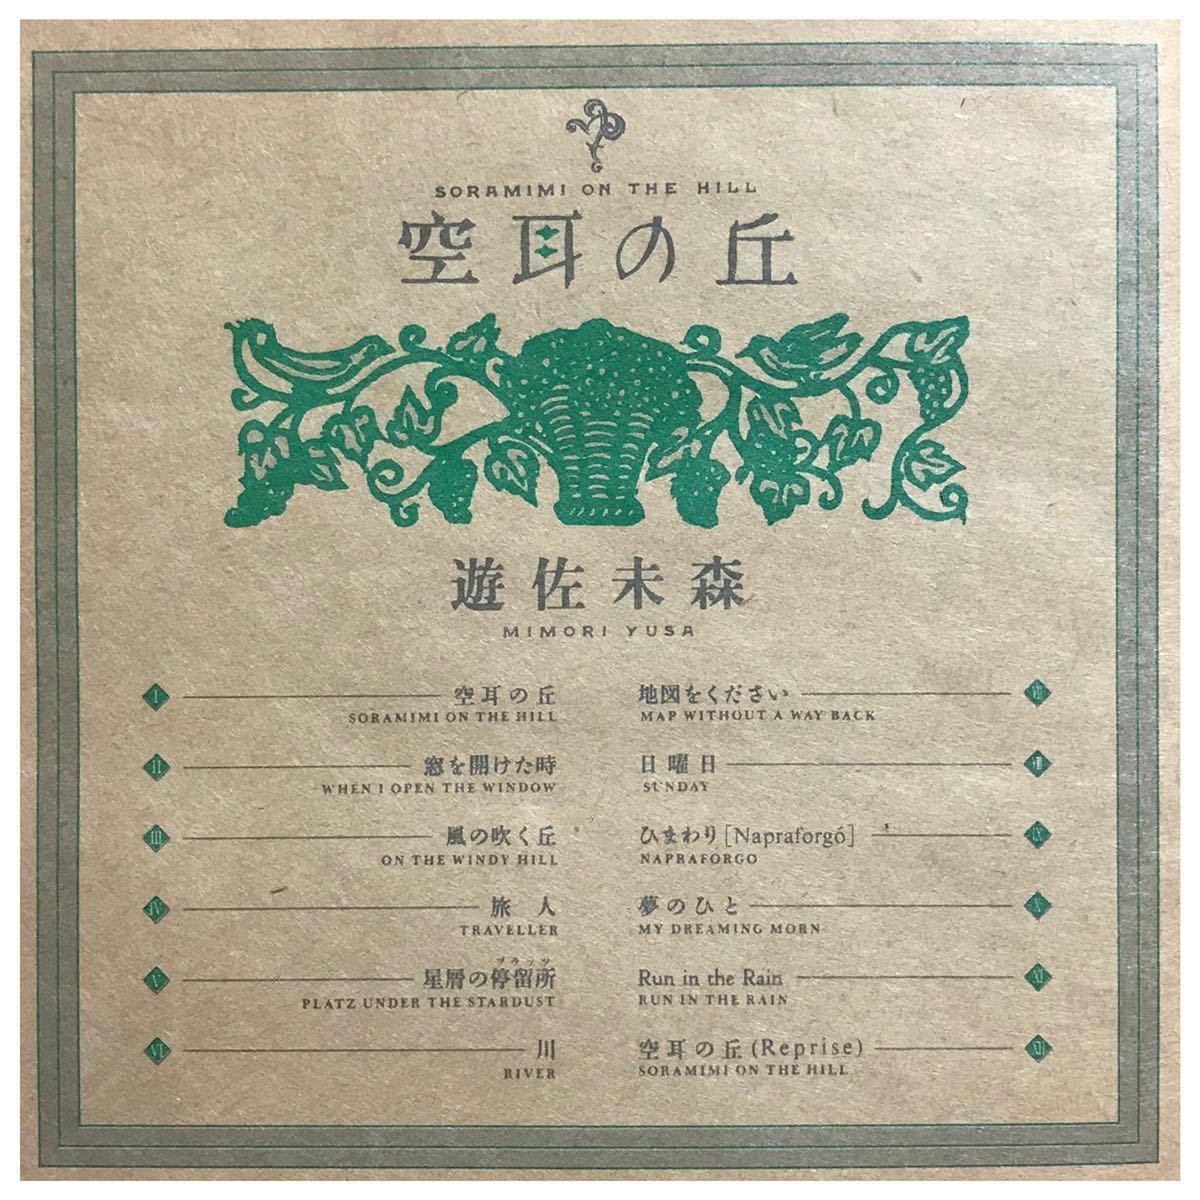 SORAMIMI ON THE HILL
空耳の丘
遊佐未森
MIMORI YUSA
I 空耳の丘
SORAMIMI ON THE HILL
II 窓を開けた時
WHEN I OPEN THE WINDOW
III 風の吹く丘
ON THE WINDY HILL
IV 旅人
TRAVELLER
プラッツ
V 星屑の停留所
PLATZ UNDER THE STARDUST
VI 川
RIVER
地図をください VII
MAP WITHOUT A WAY BACK
日曜日 VIII
SUNDAY
ひまわり[Napraforgó] IX
NAPRAFORGO
夢のひと X
MY DREAMING MORN
Run in the Rain XI
RUN IN THE RAIN
空耳の丘(Reprise) XII
SORAMIMI ON THE HILL